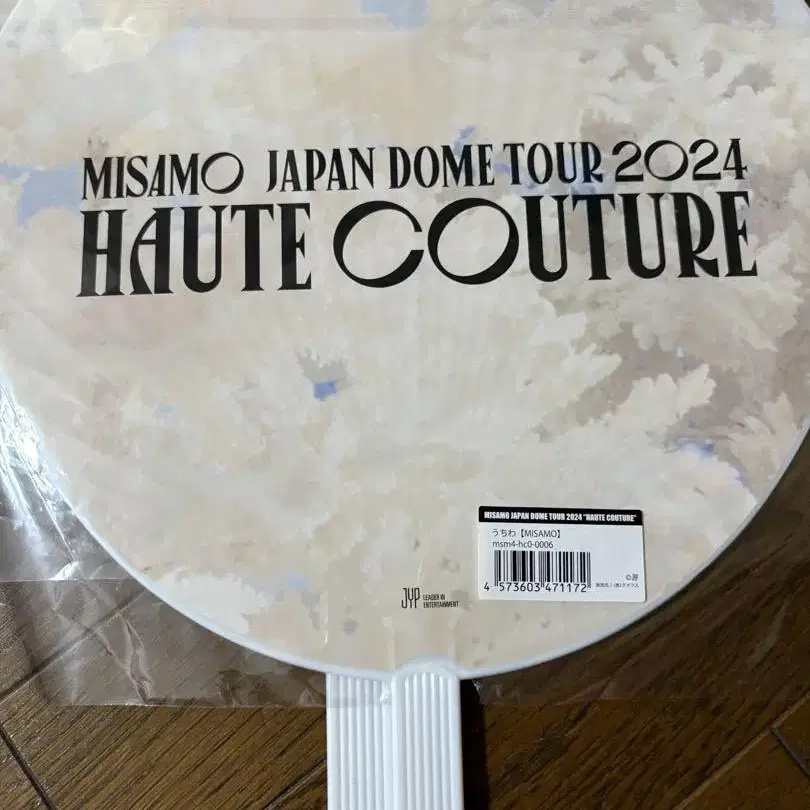 MISAMO JAPAN DOME TOUR 2024
HAUTE COUTURE
MISAMO JAPAN DOME TOUR 2024 "HAUTE COUTURE"
うちわ【MISAMO】
msm4-hc0-0006
4 573603 471172
JYP LEADER IN
ENTERTAINMENT